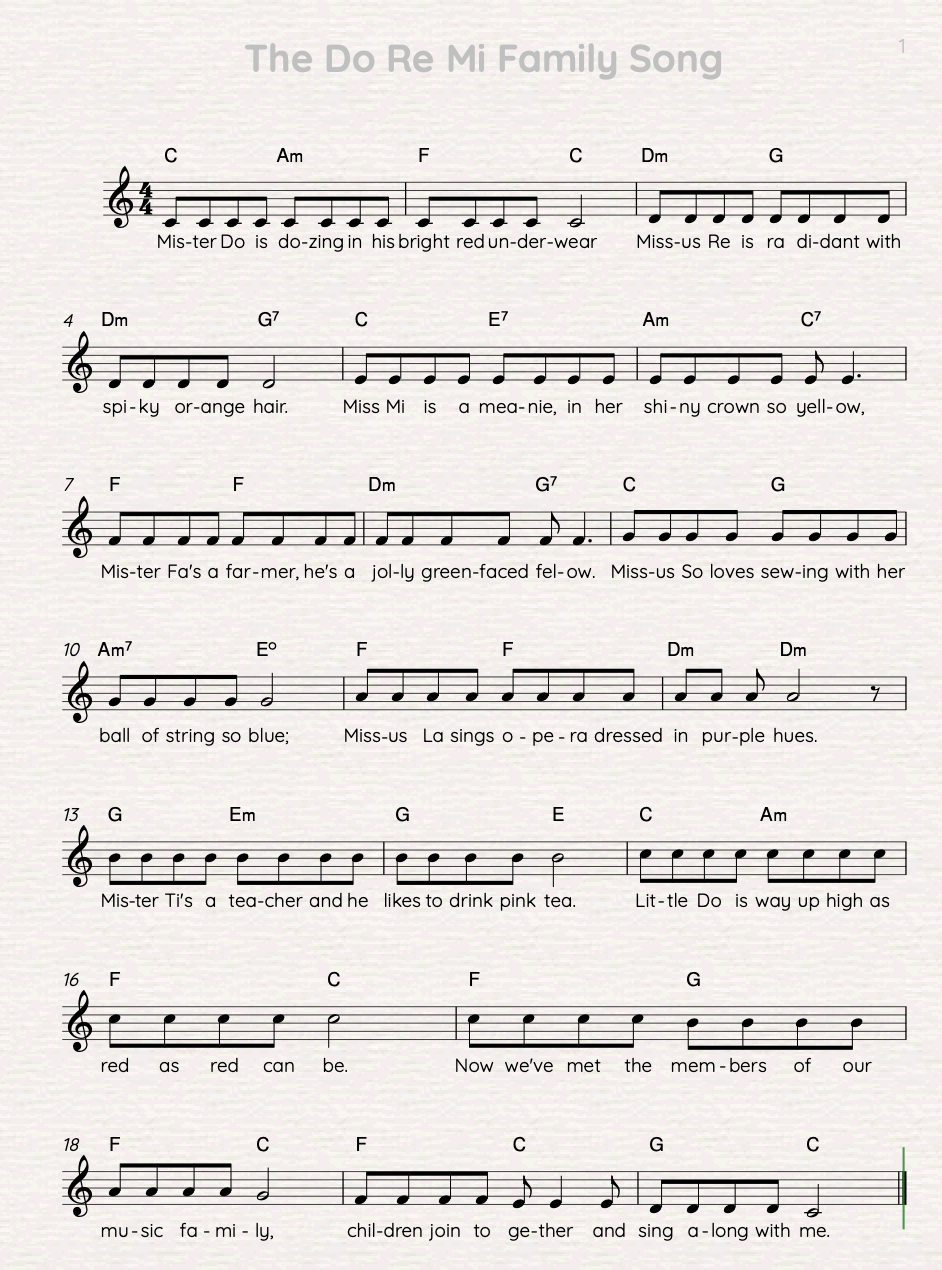 The Do Re Mi Family Song
1
C Am F C Dm G
4
4
Mis-ter Do is do-zing in his bright red un-der-wear Miss-us Re is ra di-dant with
4 Dm G7 C E7 Am C7
spi-ky or-ange hair. Miss Mi is a mea-nie, in her shi-ny crown so yell-ow,
7 F F Dm G7 C G
Mis-ter Fa's a far-mer, he's a jol-ly green-faced fel-ow. Miss-us So loves sew-ing with her
10 Am7 E° F F Dm Dm
ball of string so blue; Miss-us La sings o-pe-ra dressed in pur-ple hues.
13 G Em G E C Am
Mis-ter Ti's a tea-cher and he likes to drink pink tea. Lit-tle Do is way up high as
16 F C F G
red as red can be. Now we've met the mem-bers of our
18 F C F C G C
mu-sic fa-mi-ly, chil-dren join to ge-ther and sing a-long with me.